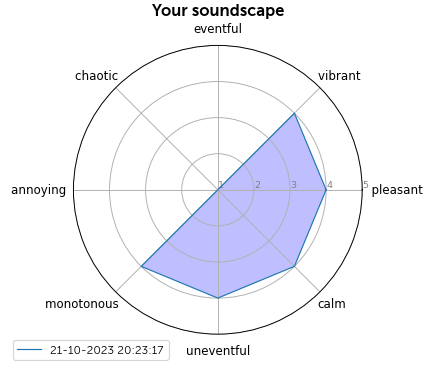 Your soundscape
eventful
chaotic
vibrant
annoying
1
2
3
4
5
pleasant
monotonous
calm
uneventful
21-10-2023 20:23:17